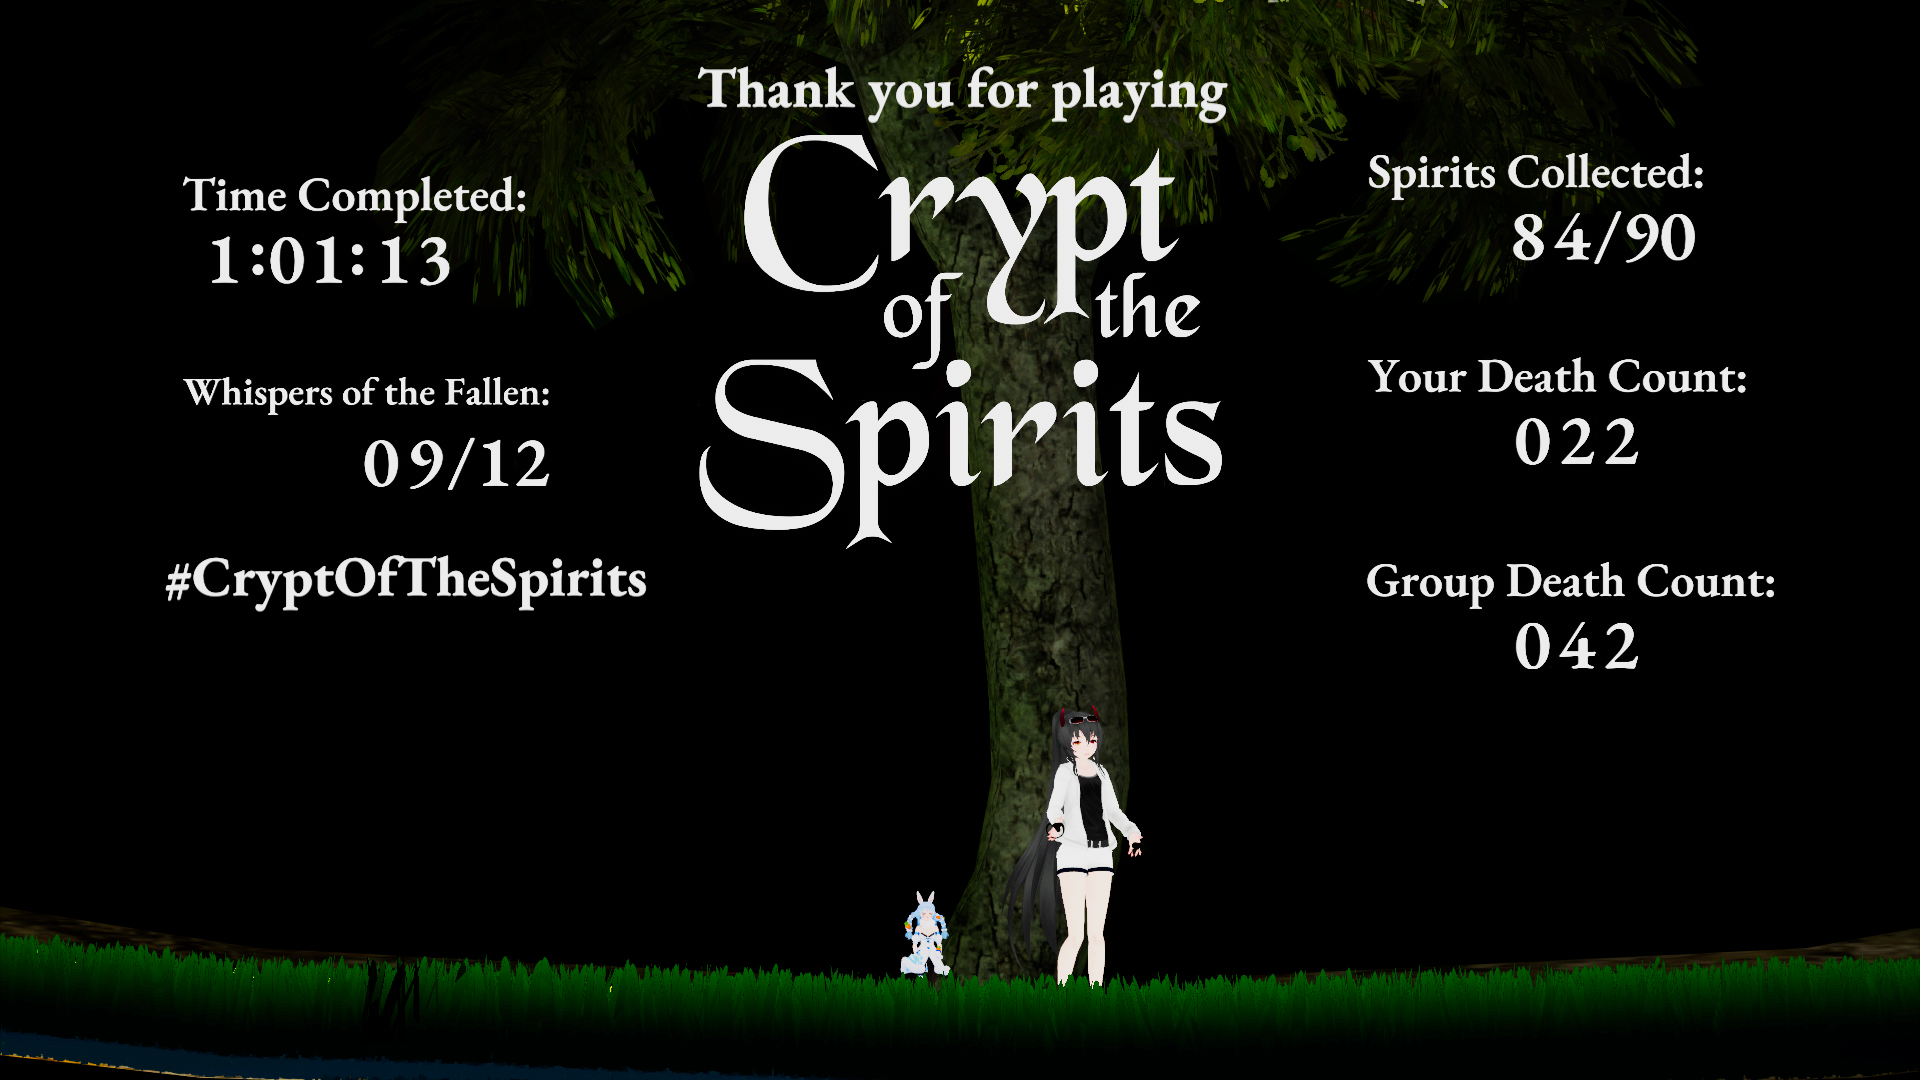 Thank you for playing
Crypt
of the
Spirits
Time Completed:
1:01:13
Whispers of the Fallen:
09/12
#CryptOfTheSpirits
Spirits Collected:
84/90
Your Death Count:
022
Group Death Count:
042